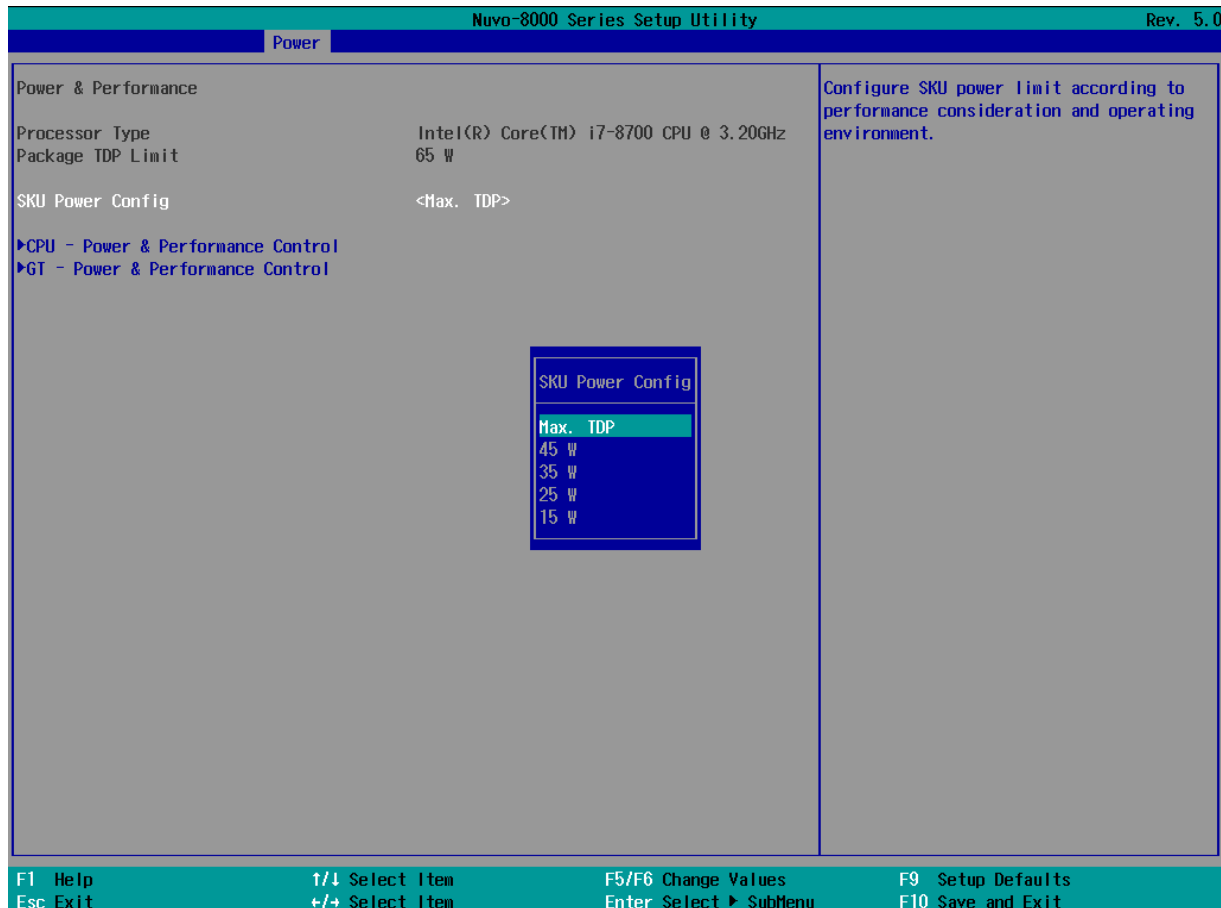 Nuvo-8000 Series Setup Utility Rev. 5.0
Power
Power & Performance
Processor Type Intel(R) Core(TM) i7-8700 CPU @ 3.20GHz
Package TDP Limit 65 W
SKU Power Config <Max. TDP>
▶CPU - Power & Performance Control
▶GT - Power & Performance Control
Configure SKU power limit according to
performance consideration and operating
environment.
SKU Power Config
Max. TDP
45 W
35 W
25 W
15 W
F1 Help ↑/↓ Select Item F5/F6 Change Values F9 Setup Defaults
Esc Exit ←/→ Select Item Enter Select ▶ SubMenu F10 Save and Exit